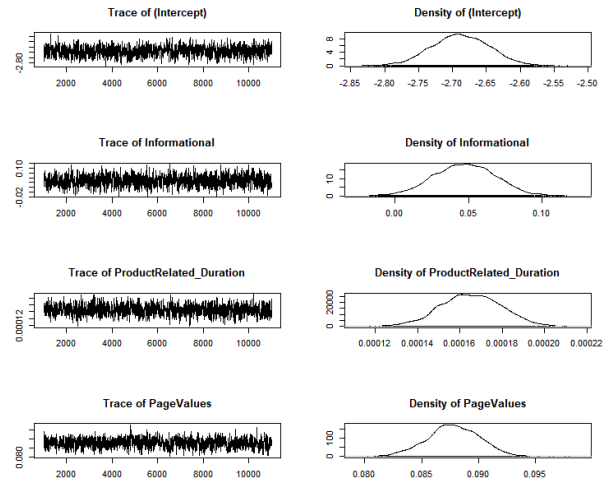 Trace of (Intercept)
Density of (Intercept)
-2.80
2000 4000 6000 8000 10000
0 4 8
-2.85 -2.80 -2.75 -2.70 -2.65 -2.60 -2.55 -2.50
Trace of Informational
Density of Informational
-0.02 0.10
2000 4000 6000 8000 10000
0 10
0.00 0.05 0.10
Trace of ProductRelated_Duration
Density of ProductRelated_Duration
0.00012
2000 4000 6000 8000 10000
0 20000
0.00012 0.00014 0.00016 0.00018 0.00020 0.00022
Trace of PageValues
Density of PageValues
0.080
2000 4000 6000 8000 10000
0 100
0.080 0.085 0.090 0.095